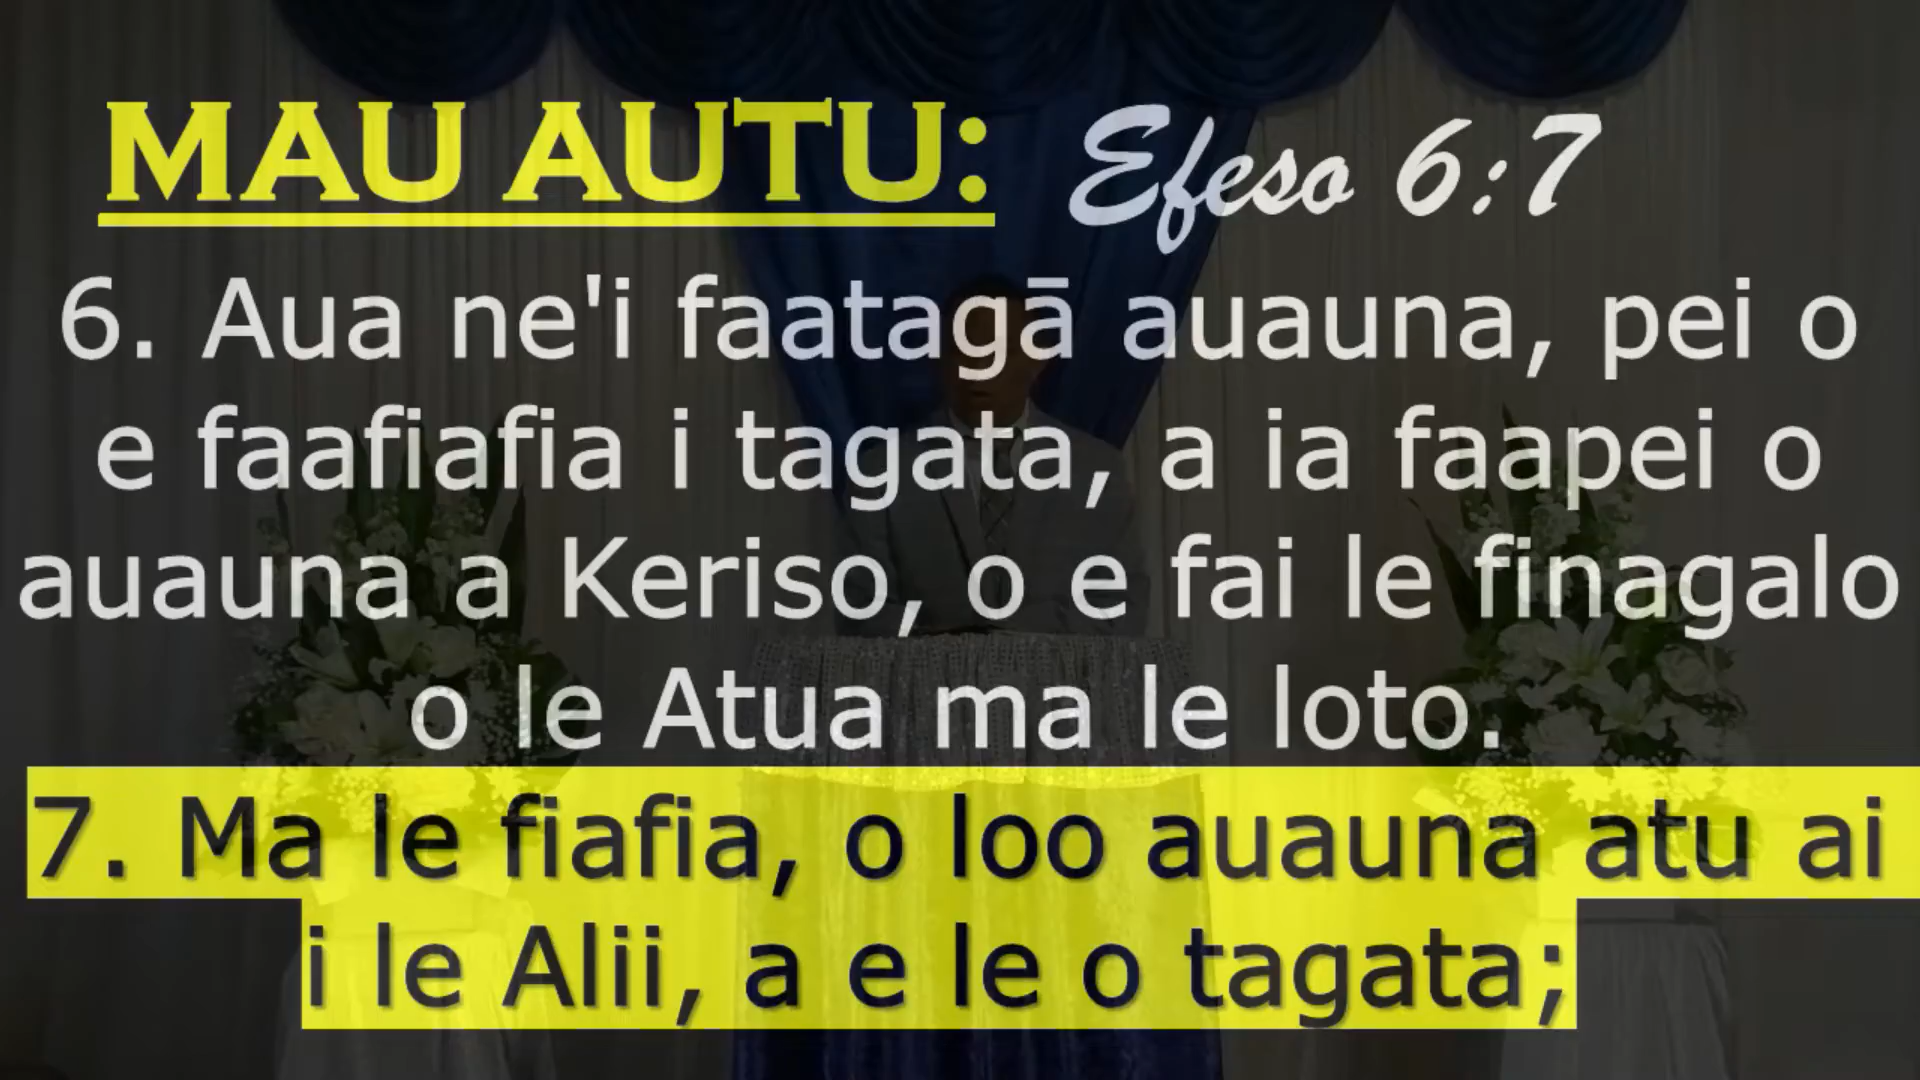 MAU AUTU: Efeso 6:7
6. Aua ne'i faatagā auauna, pei o
e faafiafia i tagata, a ia faapei o
auauna a Keriso, o e fai le finagalo
o le Atua ma le loto.
7. Ma le fiafia, o loo auauna atu ai
i le Alii, a e le o tagata;